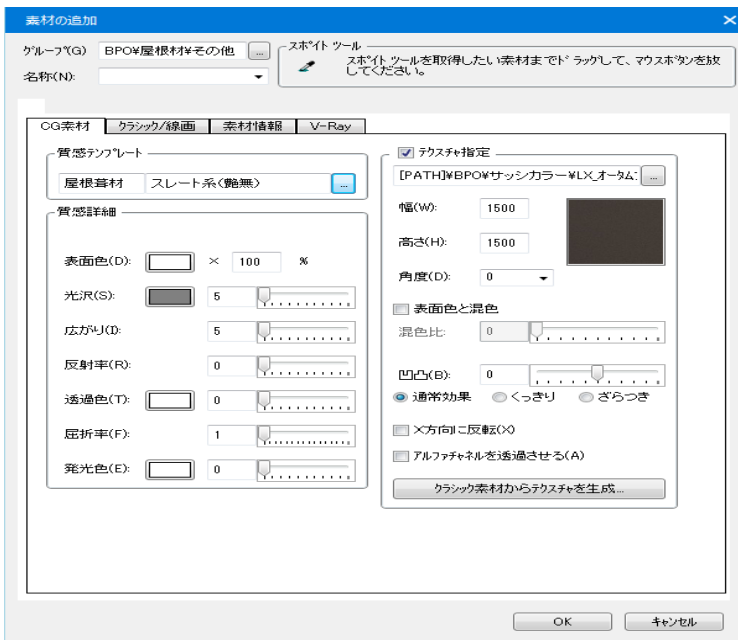 素材の追加
グループ(G) BPO¥屋根材¥その他 ...
名称(N):
スポイト ツール
スポイト ツールを取得したい素材までドラッグして、マウスボタンを放
してください。
CG素材 クラシック/線画 素材情報 V-Ray
質感テンプレート
屋根葺材 スレート系(艶無) ...
質感詳細
表面色(D): × 100 %
光沢(S): 5
広がり(I): 5
反射率(R): 0
透過色(T): 0
屈折率(F): 1
発光色(E): 0
テクスチャ指定
[PATH]¥BPO¥サッシカラー¥LX_オータム: ...
幅(W): 1500
高さ(H): 1500
角度(D): 0
表面色と混色
混色比: 0
凹凸(B): 0
通常効果 くっきり ざらつき
X方向に反転(X)
アルファチャネルを透過させる(A)
クラシック素材からテクスチャを生成...
OK キャンセル